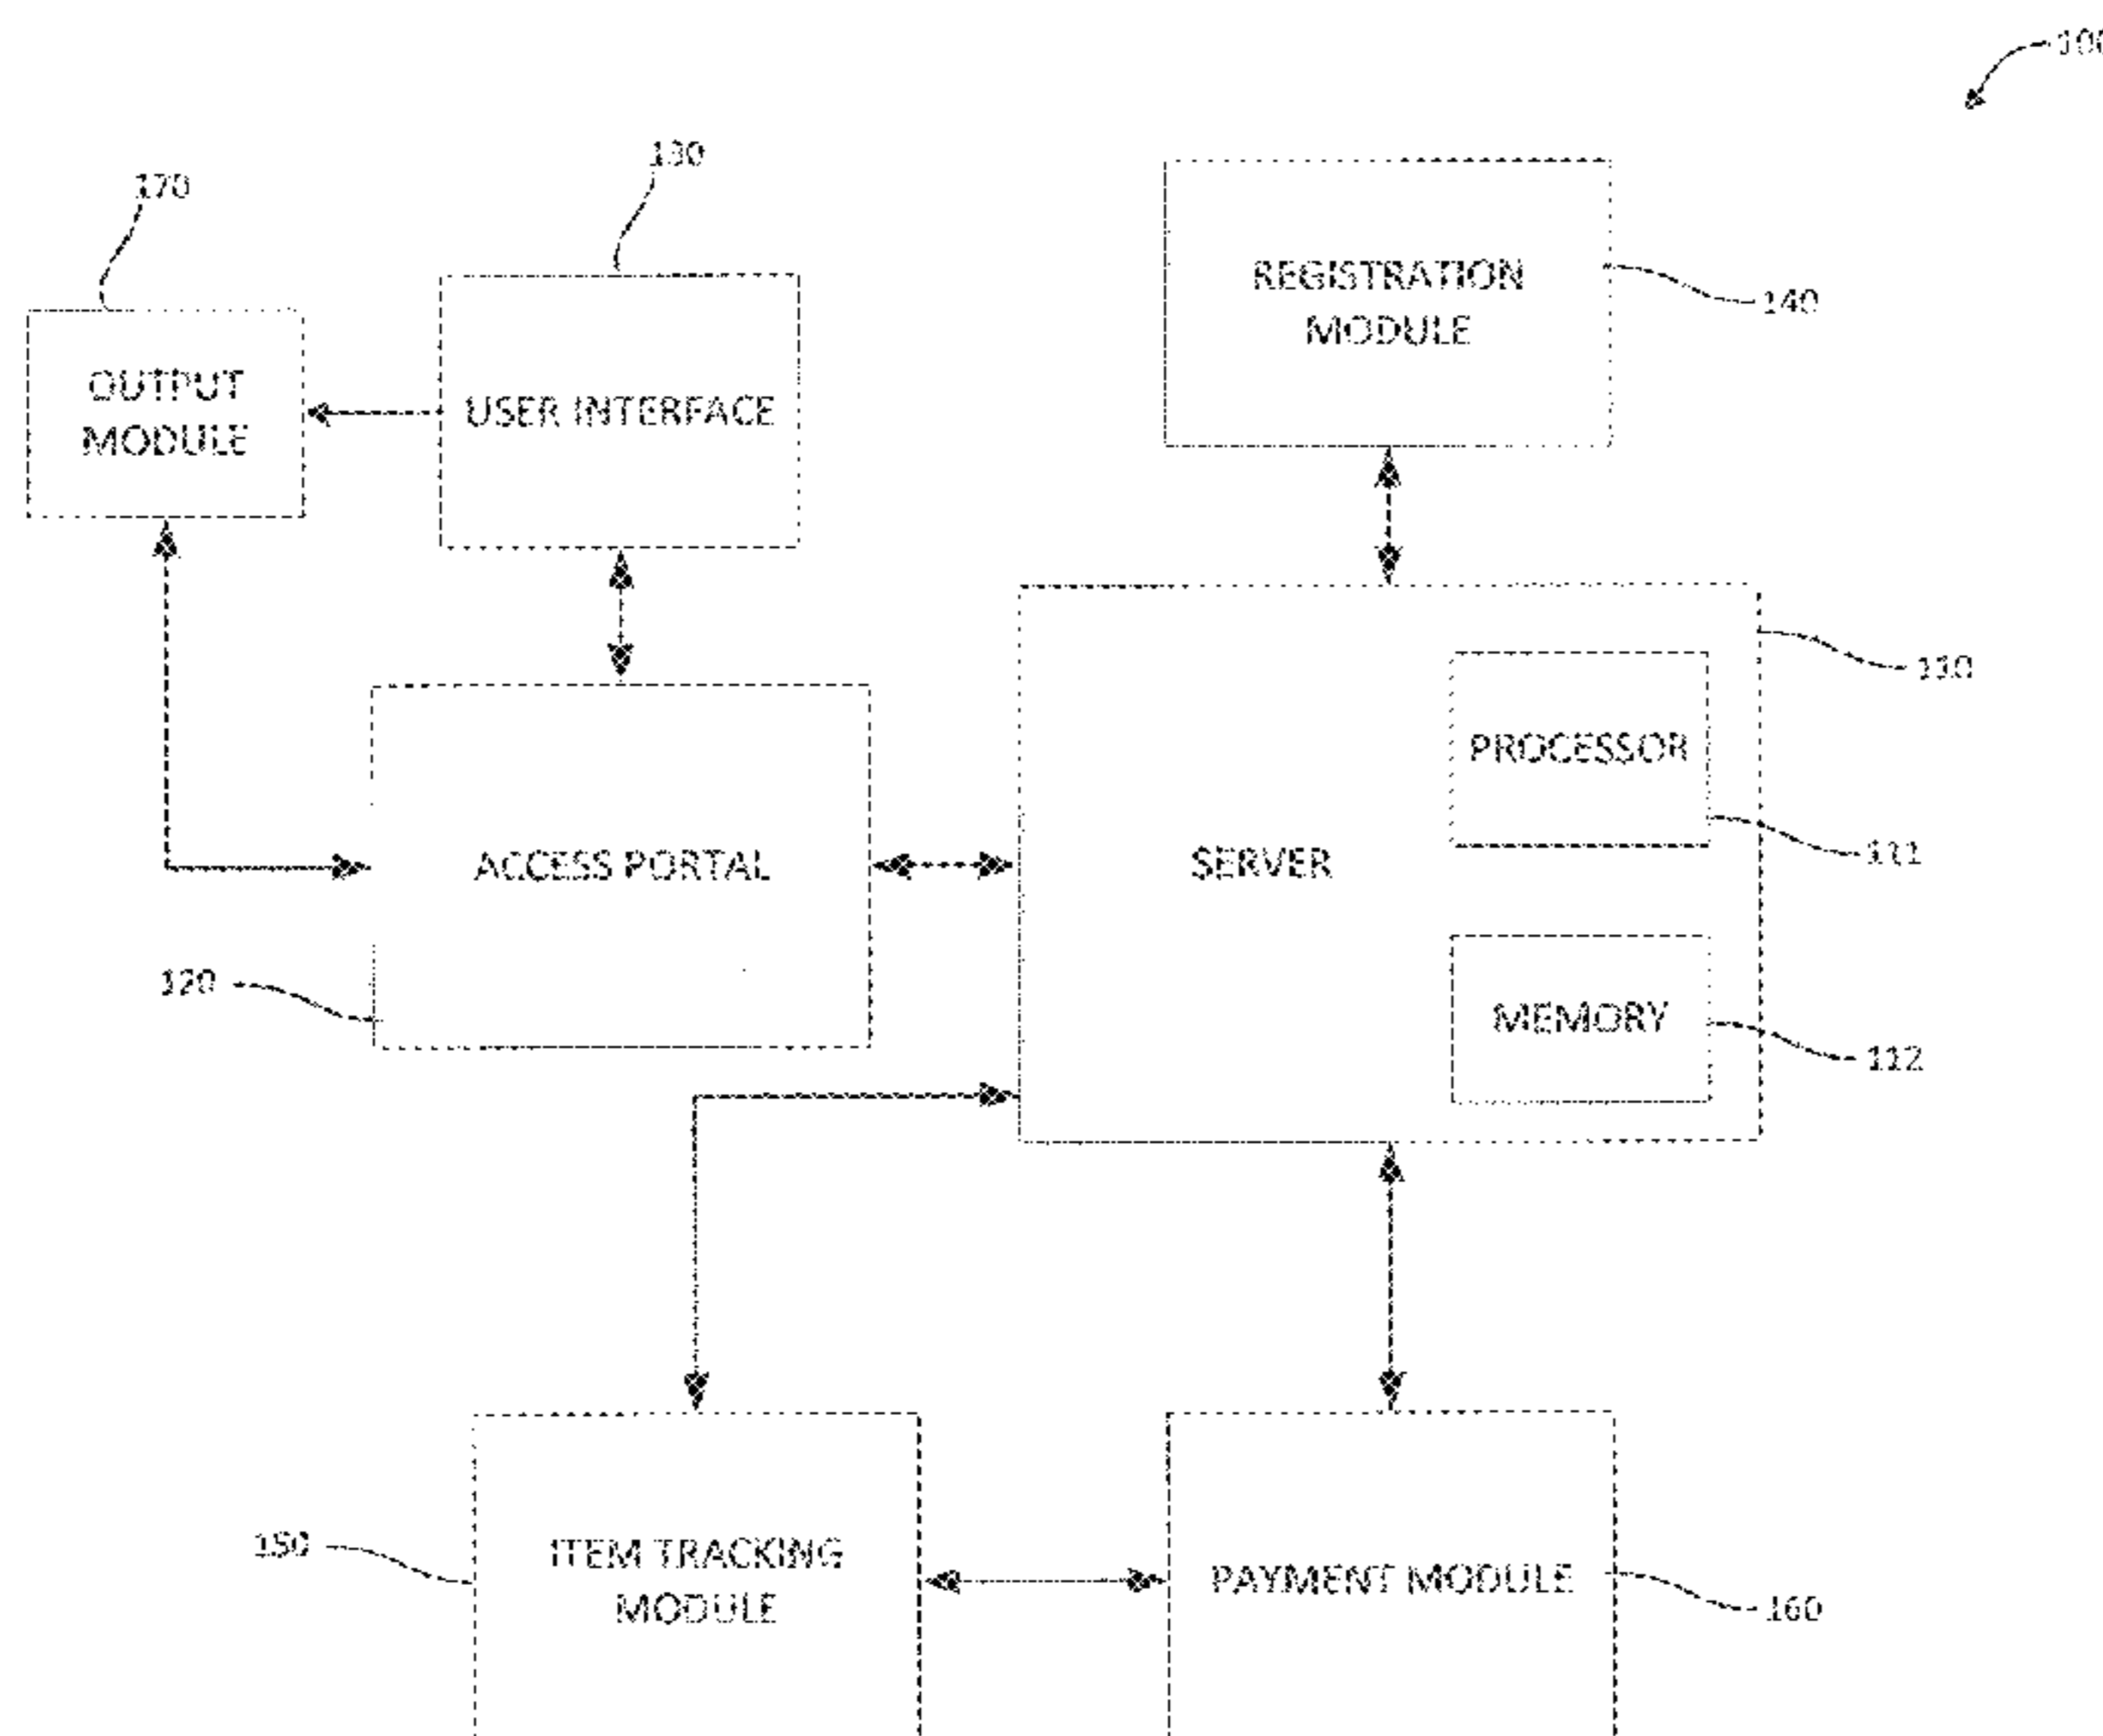 100
130
170
REGISTRATION
MODULE
140
OUTPUT
MODULE
USER INTERFACE
110
PROCESSOR
ACCESS PORTAL
SERVER
111
120
MEMORY
112
150
ITEM TRACKING
MODULE
PAYMENT MODULE
160